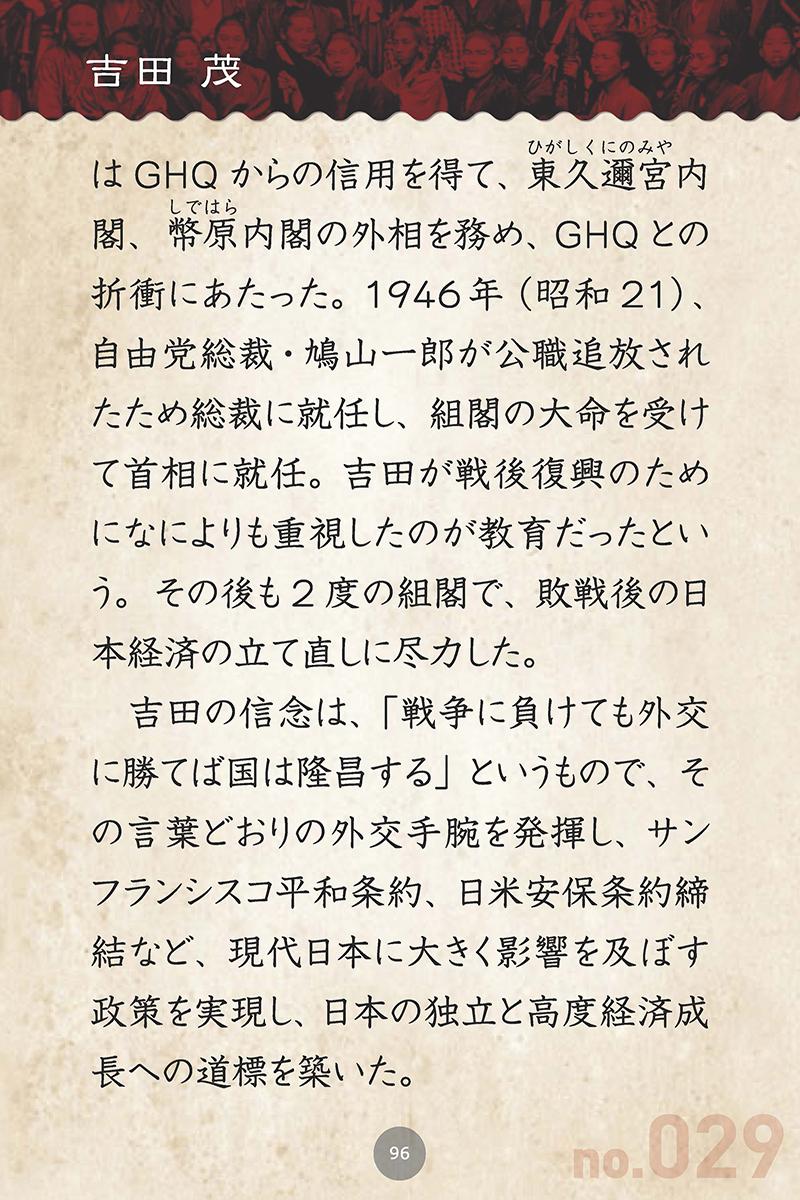 吉田 茂
ひがしくにのみや
はGHQからの信用を得て、東久邇宮内
しではら
閣、幣原内閣の外相を務め、GHQとの
折衝にあたった。1946年（昭和21）、
自由党総裁・鳩山一郎が公職追放され
たため総裁に就任し、組閣の大命を受け
て首相に就任。吉田が戦後復興のため
になによりも重視したのが教育だったとい
う。その後も2度の組閣で、敗戦後の日
本経済の立て直しに尽力した。
吉田の信念は、「戦争に負けても外交
に勝てば国は隆昌する」というもので、そ
の言葉どおりの外交手腕を発揮し、サン
フランシスコ平和条約、日米安保条約締
結など、現代日本に大きく影響を及ぼす
政策を実現し、日本の独立と高度経済成
長への道標を築いた。
96
no.029